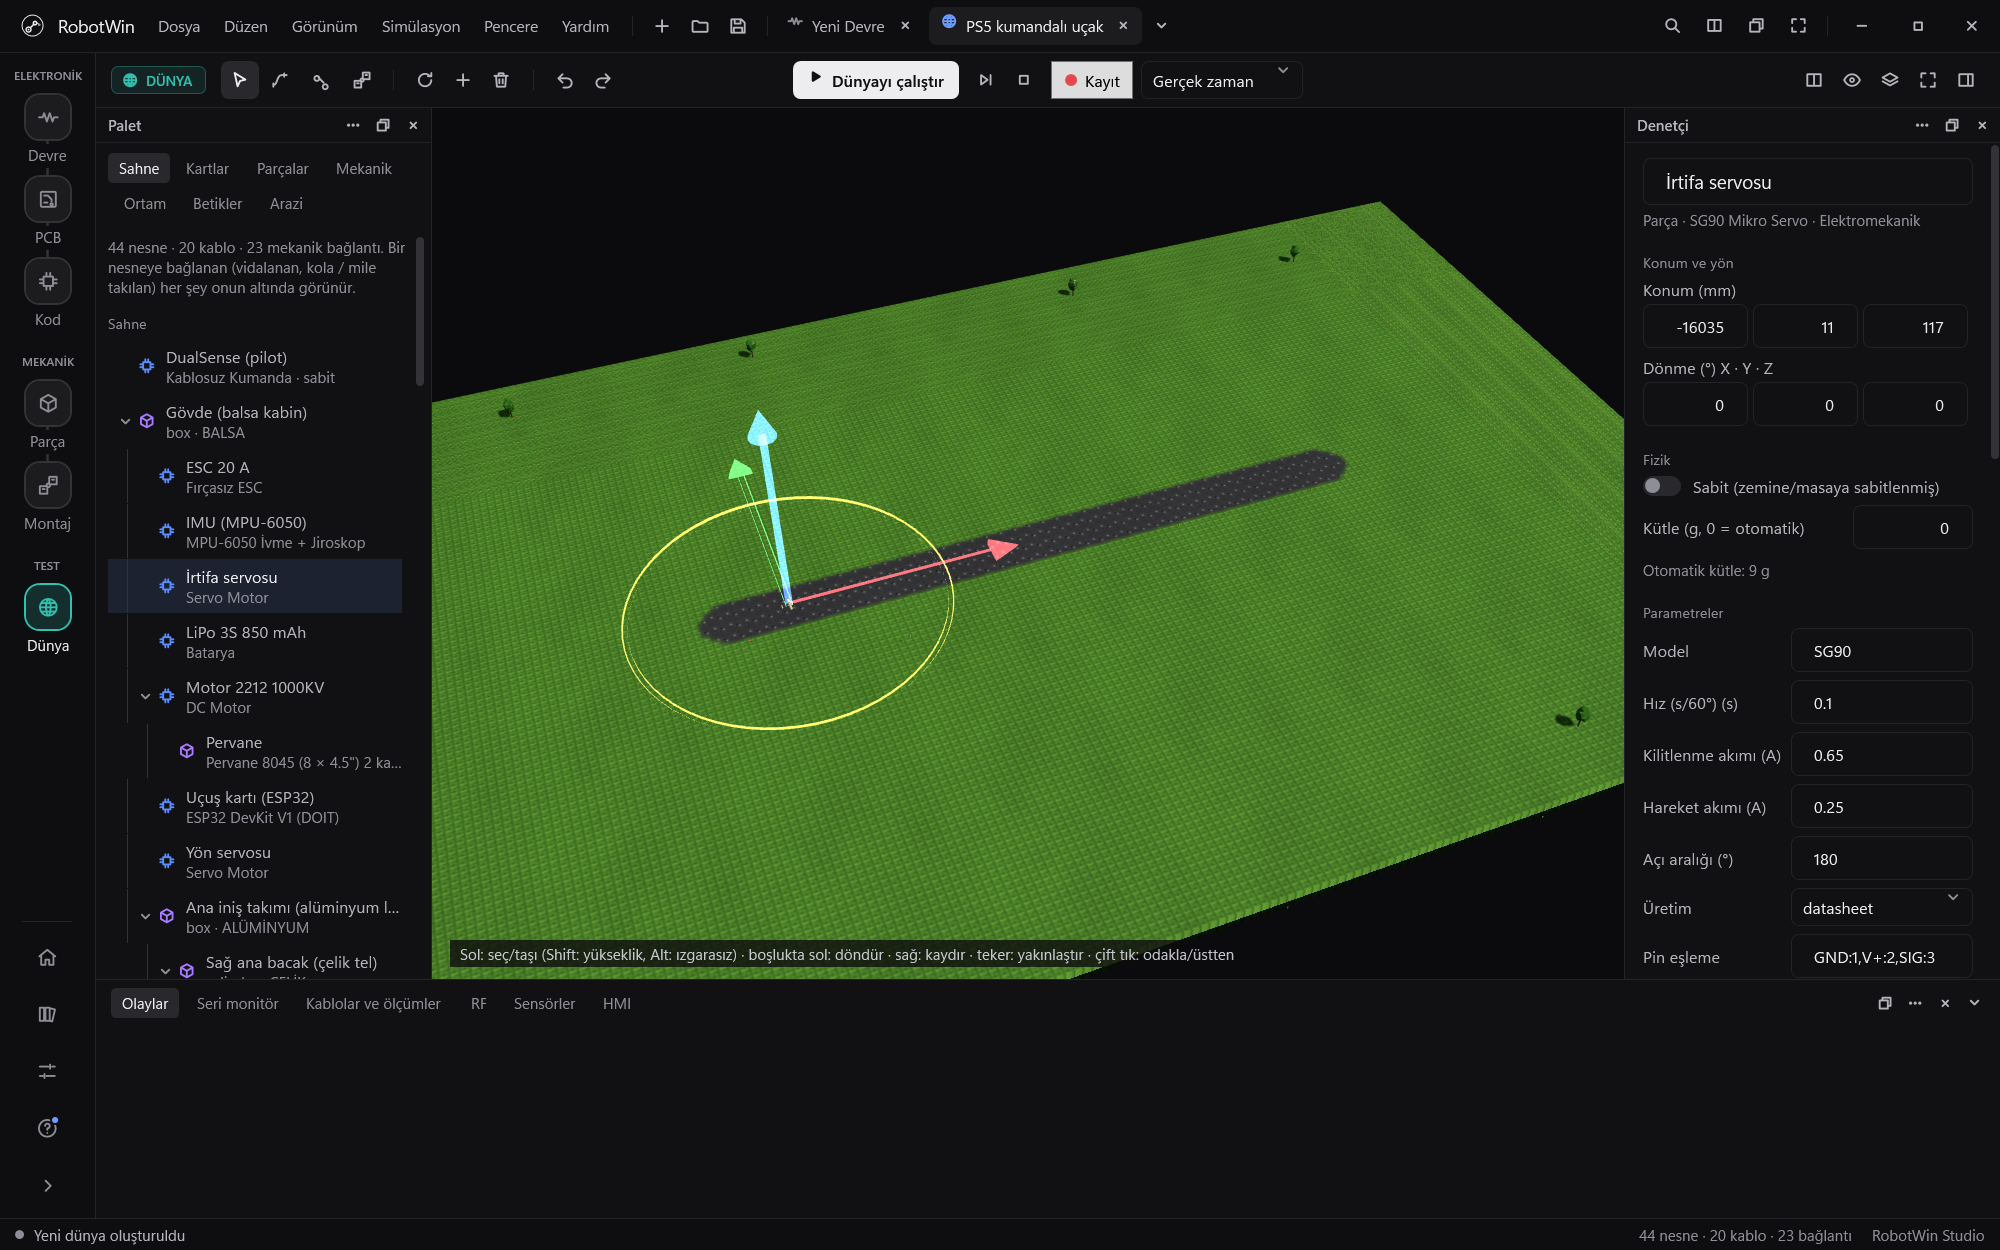 RobotWin Dosya Düzen Görünüm Simülasyon Pencere Yardım Yeni Devre PS5 kumandalı uçak
ELEKTRONİK
Devre
PCB
Kod
MEKANİK
Parça
Montaj
TEST
Dünya
DÜNYA Dünyayı çalıştır Kayıt Gerçek zaman
Palet
Sahne Kartlar Parçalar Mekanik
Ortam Betikler Arazi
44 nesne · 20 kablo · 23 mekanik bağlantı. Bir
nesneye bağlanan (vidalanan, kola / mile
takılan) her şey onun altında görünür.
Sahne
DualSense (pilot)
Kablosuz Kumanda · sabit
Gövde (balsa kabin)
box · BALSA
ESC 20 A
Fırçasız ESC
IMU (MPU-6050)
MPU-6050 İvme + Jiroskop
İrtifa servosu
Servo Motor
LiPo 3S 850 mAh
Batarya
Motor 2212 1000KV
DC Motor
Pervane
Pervane 8045 (8 × 4.5") 2 ka...
Uçuş kartı (ESP32)
ESP32 DevKit V1 (DOIT)
Yön servosu
Servo Motor
Ana iniş takımı (alüminyum l...
box · ALÜMİNYUM
Sağ ana bacak (çelik tel)
Sol: seç/taşı (Shift: yükseklik, Alt: ızgarasız) · boşlukta sol: döndür · sağ: kaydır · teker: yakınlaştır · çift tık: odakla/üstten
Denetçi
İrtifa servosu
Parça · SG90 Mikro Servo · Elektromekanik
Konum ve yön
Konum (mm)
-16035 11 117
Dönme (°) X · Y · Z
0 0 0
Fizik
Sabit (zemine/masaya sabitlenmiş)
Kütle (g, 0 = otomatik) 0
Otomatik kütle: 9 g
Parametreler
Model SG90
Hız (s/60°) (s) 0.1
Kilitlenme akımı (A) 0.65
Hareket akımı (A) 0.25
Açı aralığı (°) 180
Üretim datasheet
Pin eşleme GND:1,V+:2,SIG:3
Olaylar Seri monitör Kablolar ve ölçümler RF Sensörler HMI
Yeni dünya oluşturuldu
44 nesne · 20 kablo · 23 bağlantı RobotWin Studio